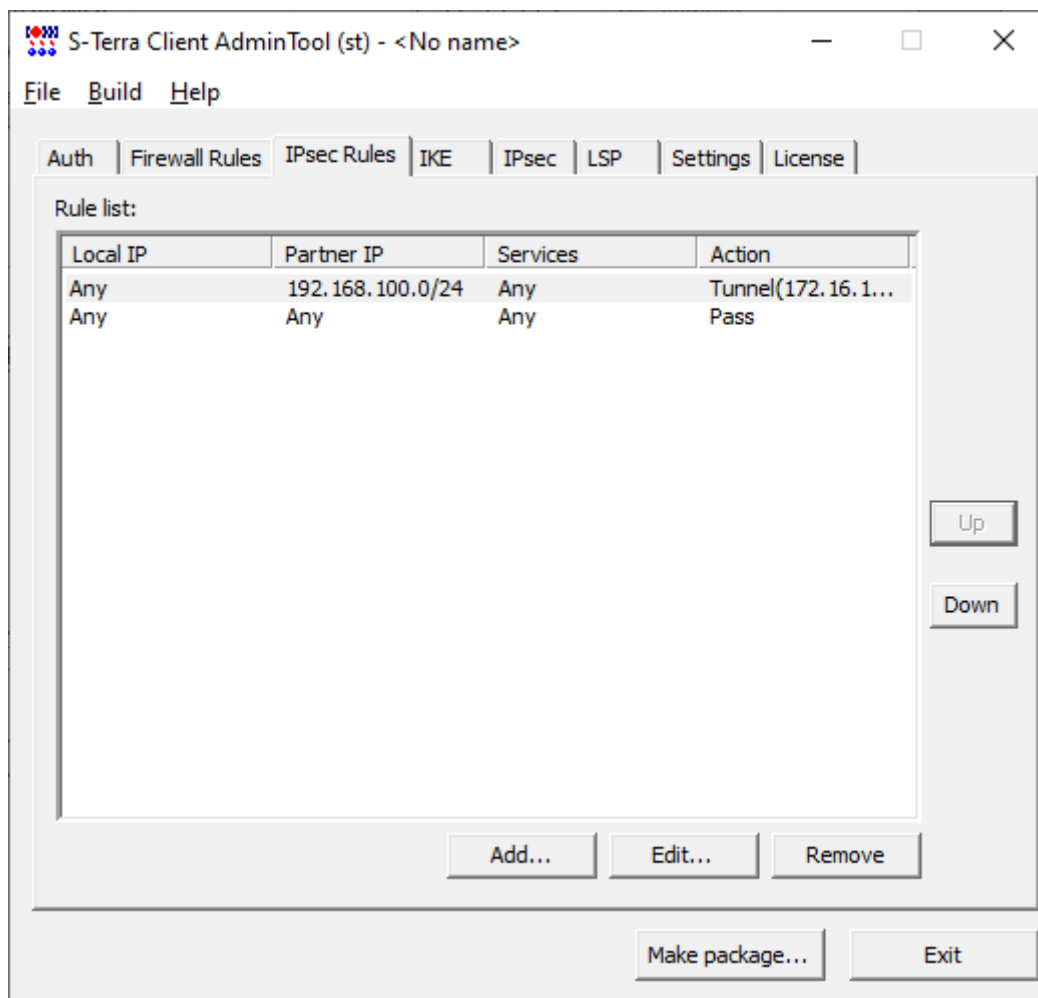 S-Terra Client AdminTool (st) - <No name>
File Build Help
Auth Firewall Rules IPsec Rules IKE IPsec LSP Settings License
Rule list:
Local IP Partner IP Services Action
Any 192.168.100.0/24 Any Tunnel(172.16.1...
Any Any Any Pass
Up
Down
Add... Edit... Remove
Make package... Exit